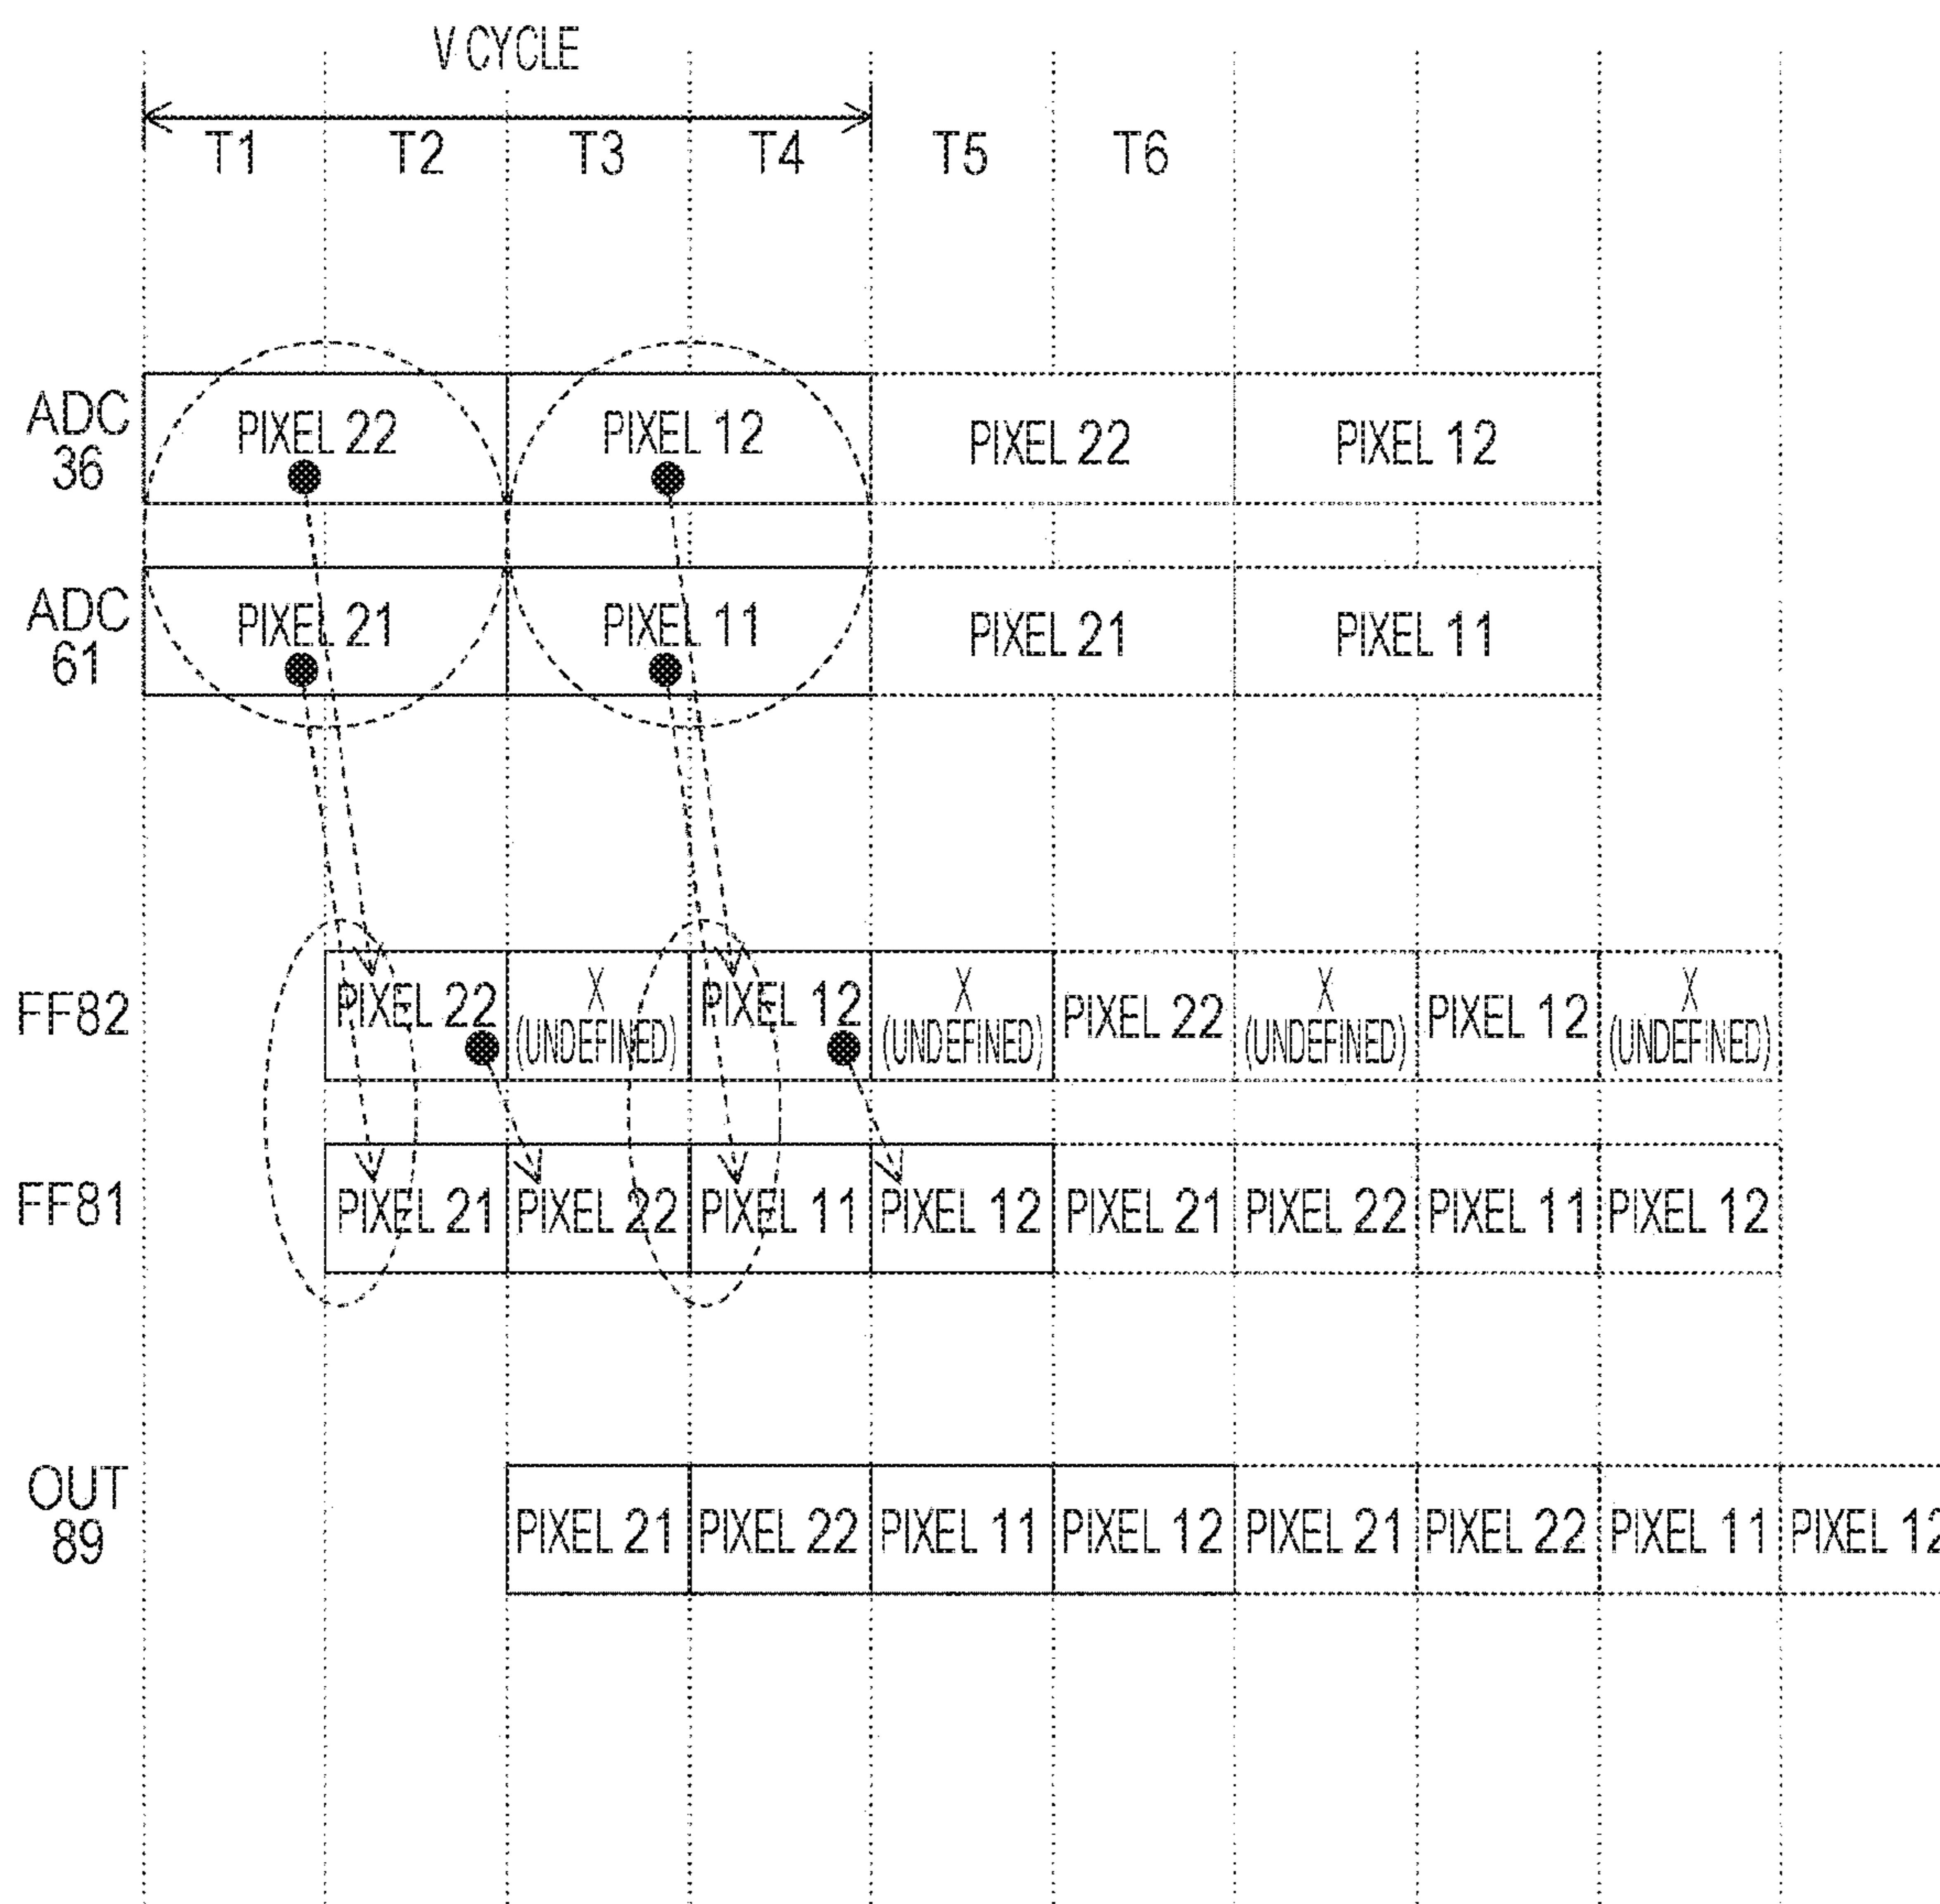 V CYCLE
T1 T2 T3 T4 T5 T6
ADC
36
PIXEL 22 PIXEL 12 PIXEL 22 PIXEL 12
ADC
61
PIXEL 21 PIXEL 11 PIXEL 21 PIXEL 11
FF82
PIXEL 22 X PIXEL 12 X PIXEL 22 X PIXEL 12 X
(UNDEFINED) (UNDEFINED) (UNDEFINED) (UNDEFINED)
FF81
PIXEL 21 PIXEL 22 PIXEL 11 PIXEL 12 PIXEL 21 PIXEL 22 PIXEL 11 PIXEL 12
OUT
89
PIXEL 21 PIXEL 22 PIXEL 11 PIXEL 12 PIXEL 21 PIXEL 22 PIXEL 11 PIXEL 12